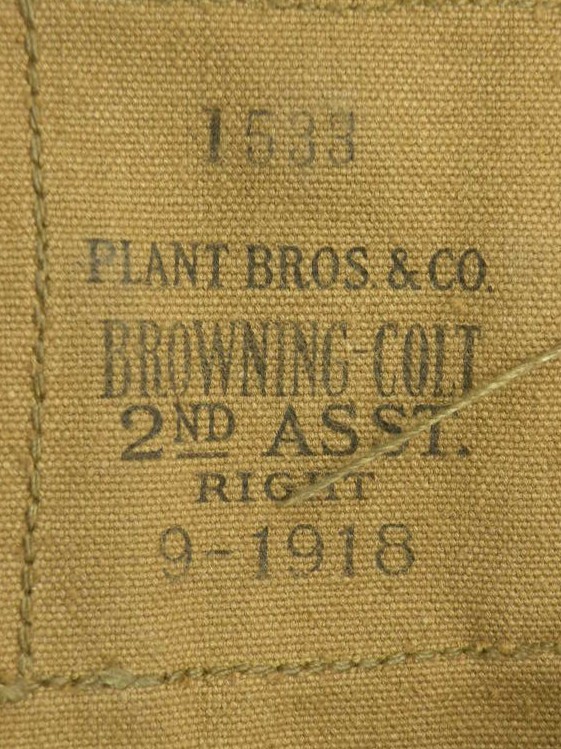 1533
PLANT BROS. & CO.
BROWNING-COLT
2ND ASST.
RIGHT
9-1918